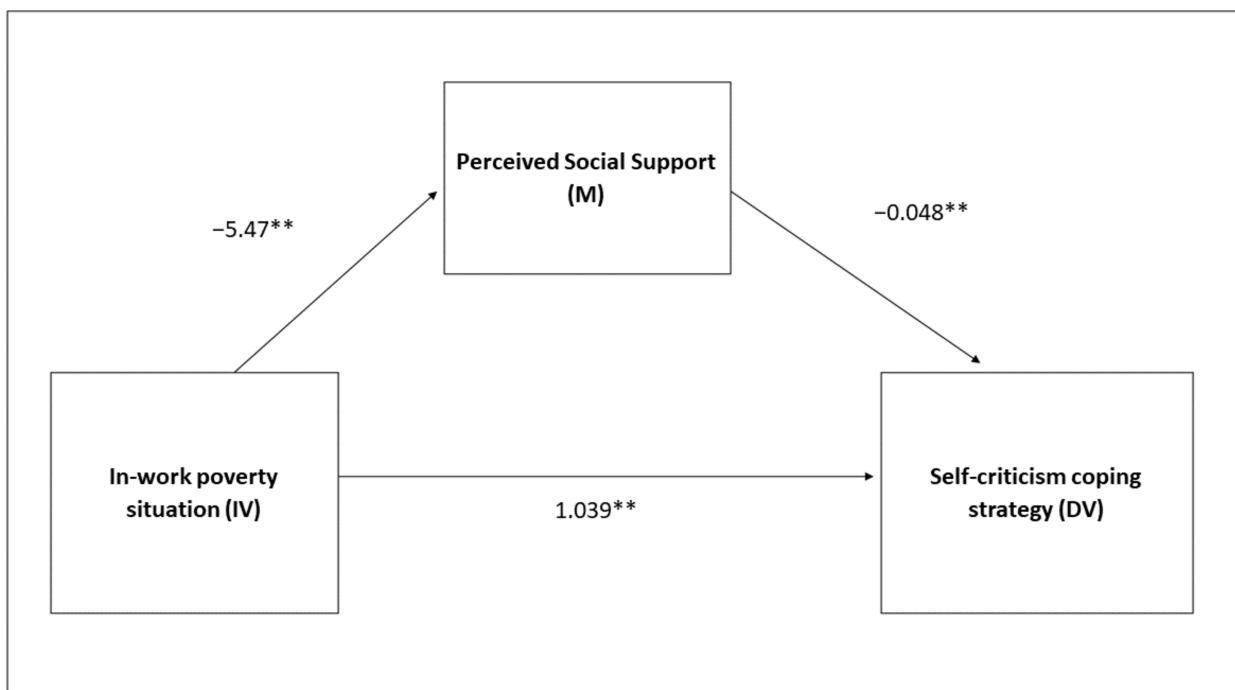 Perceived Social Support
(M)
−5.47**
−0.048**
In-work poverty
situation (IV)
1.039**
Self-criticism coping
strategy (DV)